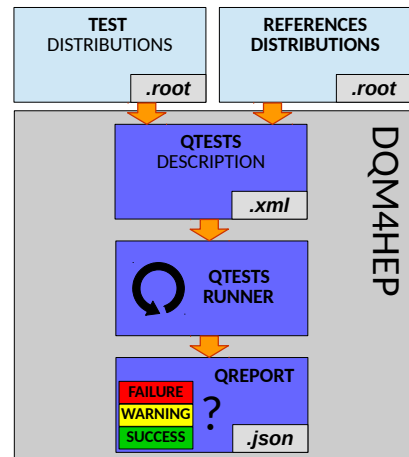 TEST
DISTRIBUTIONS
.root
REFERENCES
DISTRIBUTIONS
.root
DQM4HEP
QTESTS
DESCRIPTION
.xml
QTESTS
RUNNER
QREPORT
FAILURE
WARNING
SUCCESS
?
.json